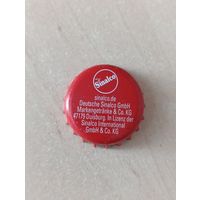 Sinalco
sinalco.de
Deutsche Sinalco GmbH
Markengetränke & Co. KG
47179 Duisburg. In Lizenz der
Sinalco International
GmbH & Co. KG